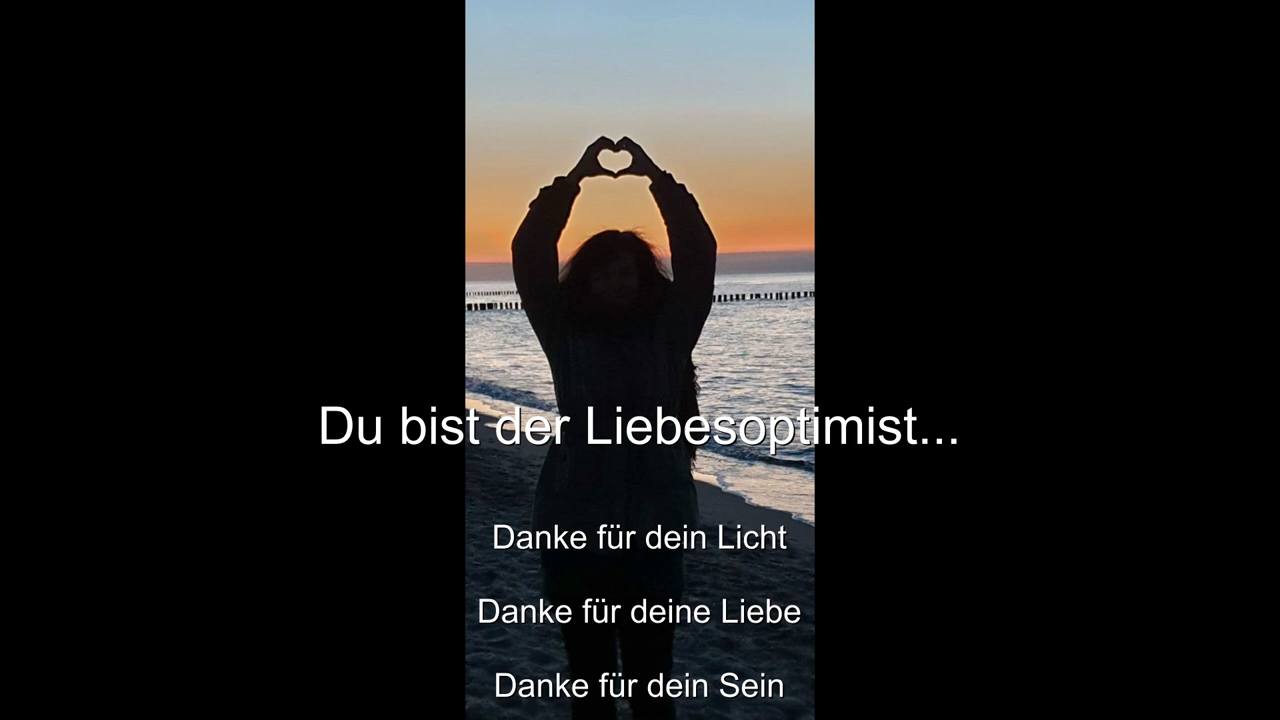 Du bist der Liebesoptimist...
Danke für dein Licht
Danke für deine Liebe
Danke für dein Sein